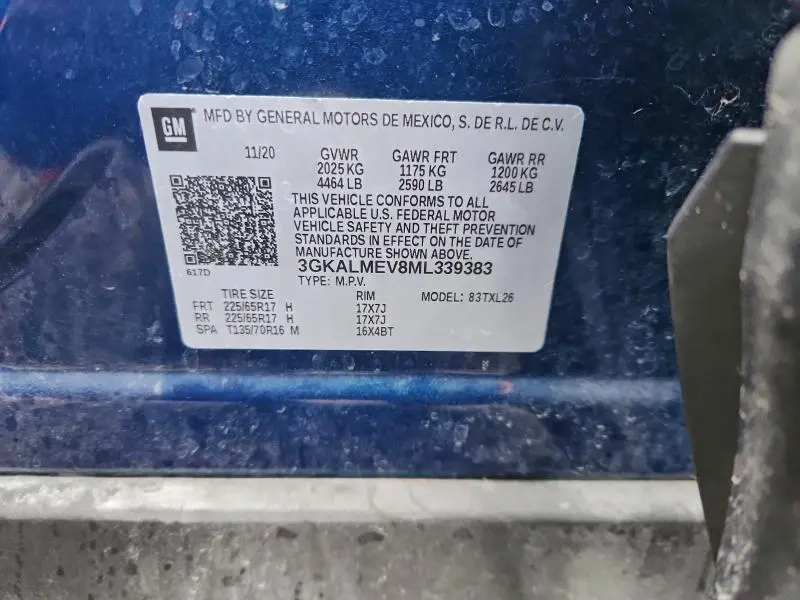 GM MFD BY GENERAL MOTORS DE MEXICO, S. DE R.L. DE C.V.
11/20 GVWR GAWR FRT GAWR RR
2025 KG 1175 KG 1200 KG
4464 LB 2590 LB 2645 LB
THIS VEHICLE CONFORMS TO ALL
APPLICABLE U.S. FEDERAL MOTOR
VEHICLE SAFETY AND THEFT PREVENTION
STANDARDS IN EFFECT ON THE DATE OF
MANUFACTURE SHOWN ABOVE.
617D 3GKALMEV8ML339383
TYPE: M.P.V.
TIRE SIZE RIM MODEL: 83TXL26
FRT 225/65R17 H 17X7J
RR 225/65R17 H 17X7J
SPA T135/70R16 M 16X4BT